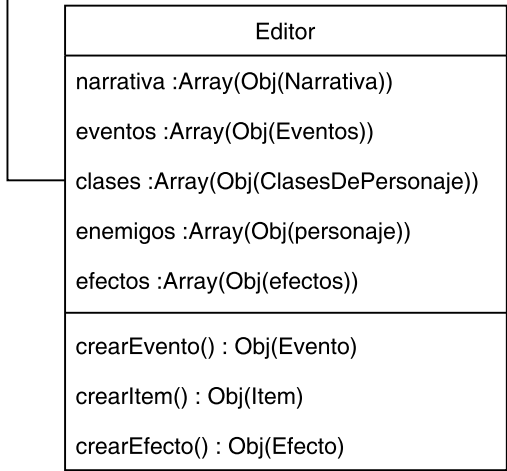 Editor
narrativa :Array(Obj(Narrativa))
eventos :Array(Obj(Eventos))
clases :Array(Obj(ClasesDePersonaje))
enemigos :Array(Obj(personaje))
efectos :Array(Obj(efectos))
crearEvento() : Obj(Evento)
crearItem() : Obj(Item)
crearEfecto() : Obj(Efecto)